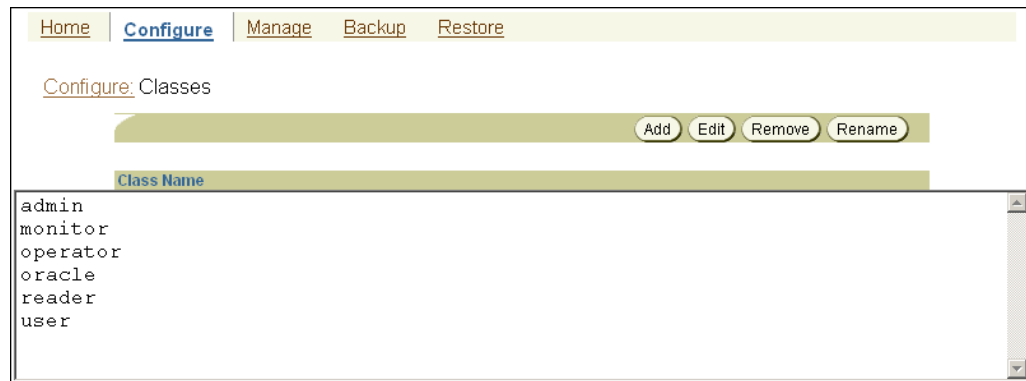 Home Configure Manage Backup Restore
Configure: Classes
Add Edit Remove Rename
Class Name
admin
monitor
operator
oracle
reader
user